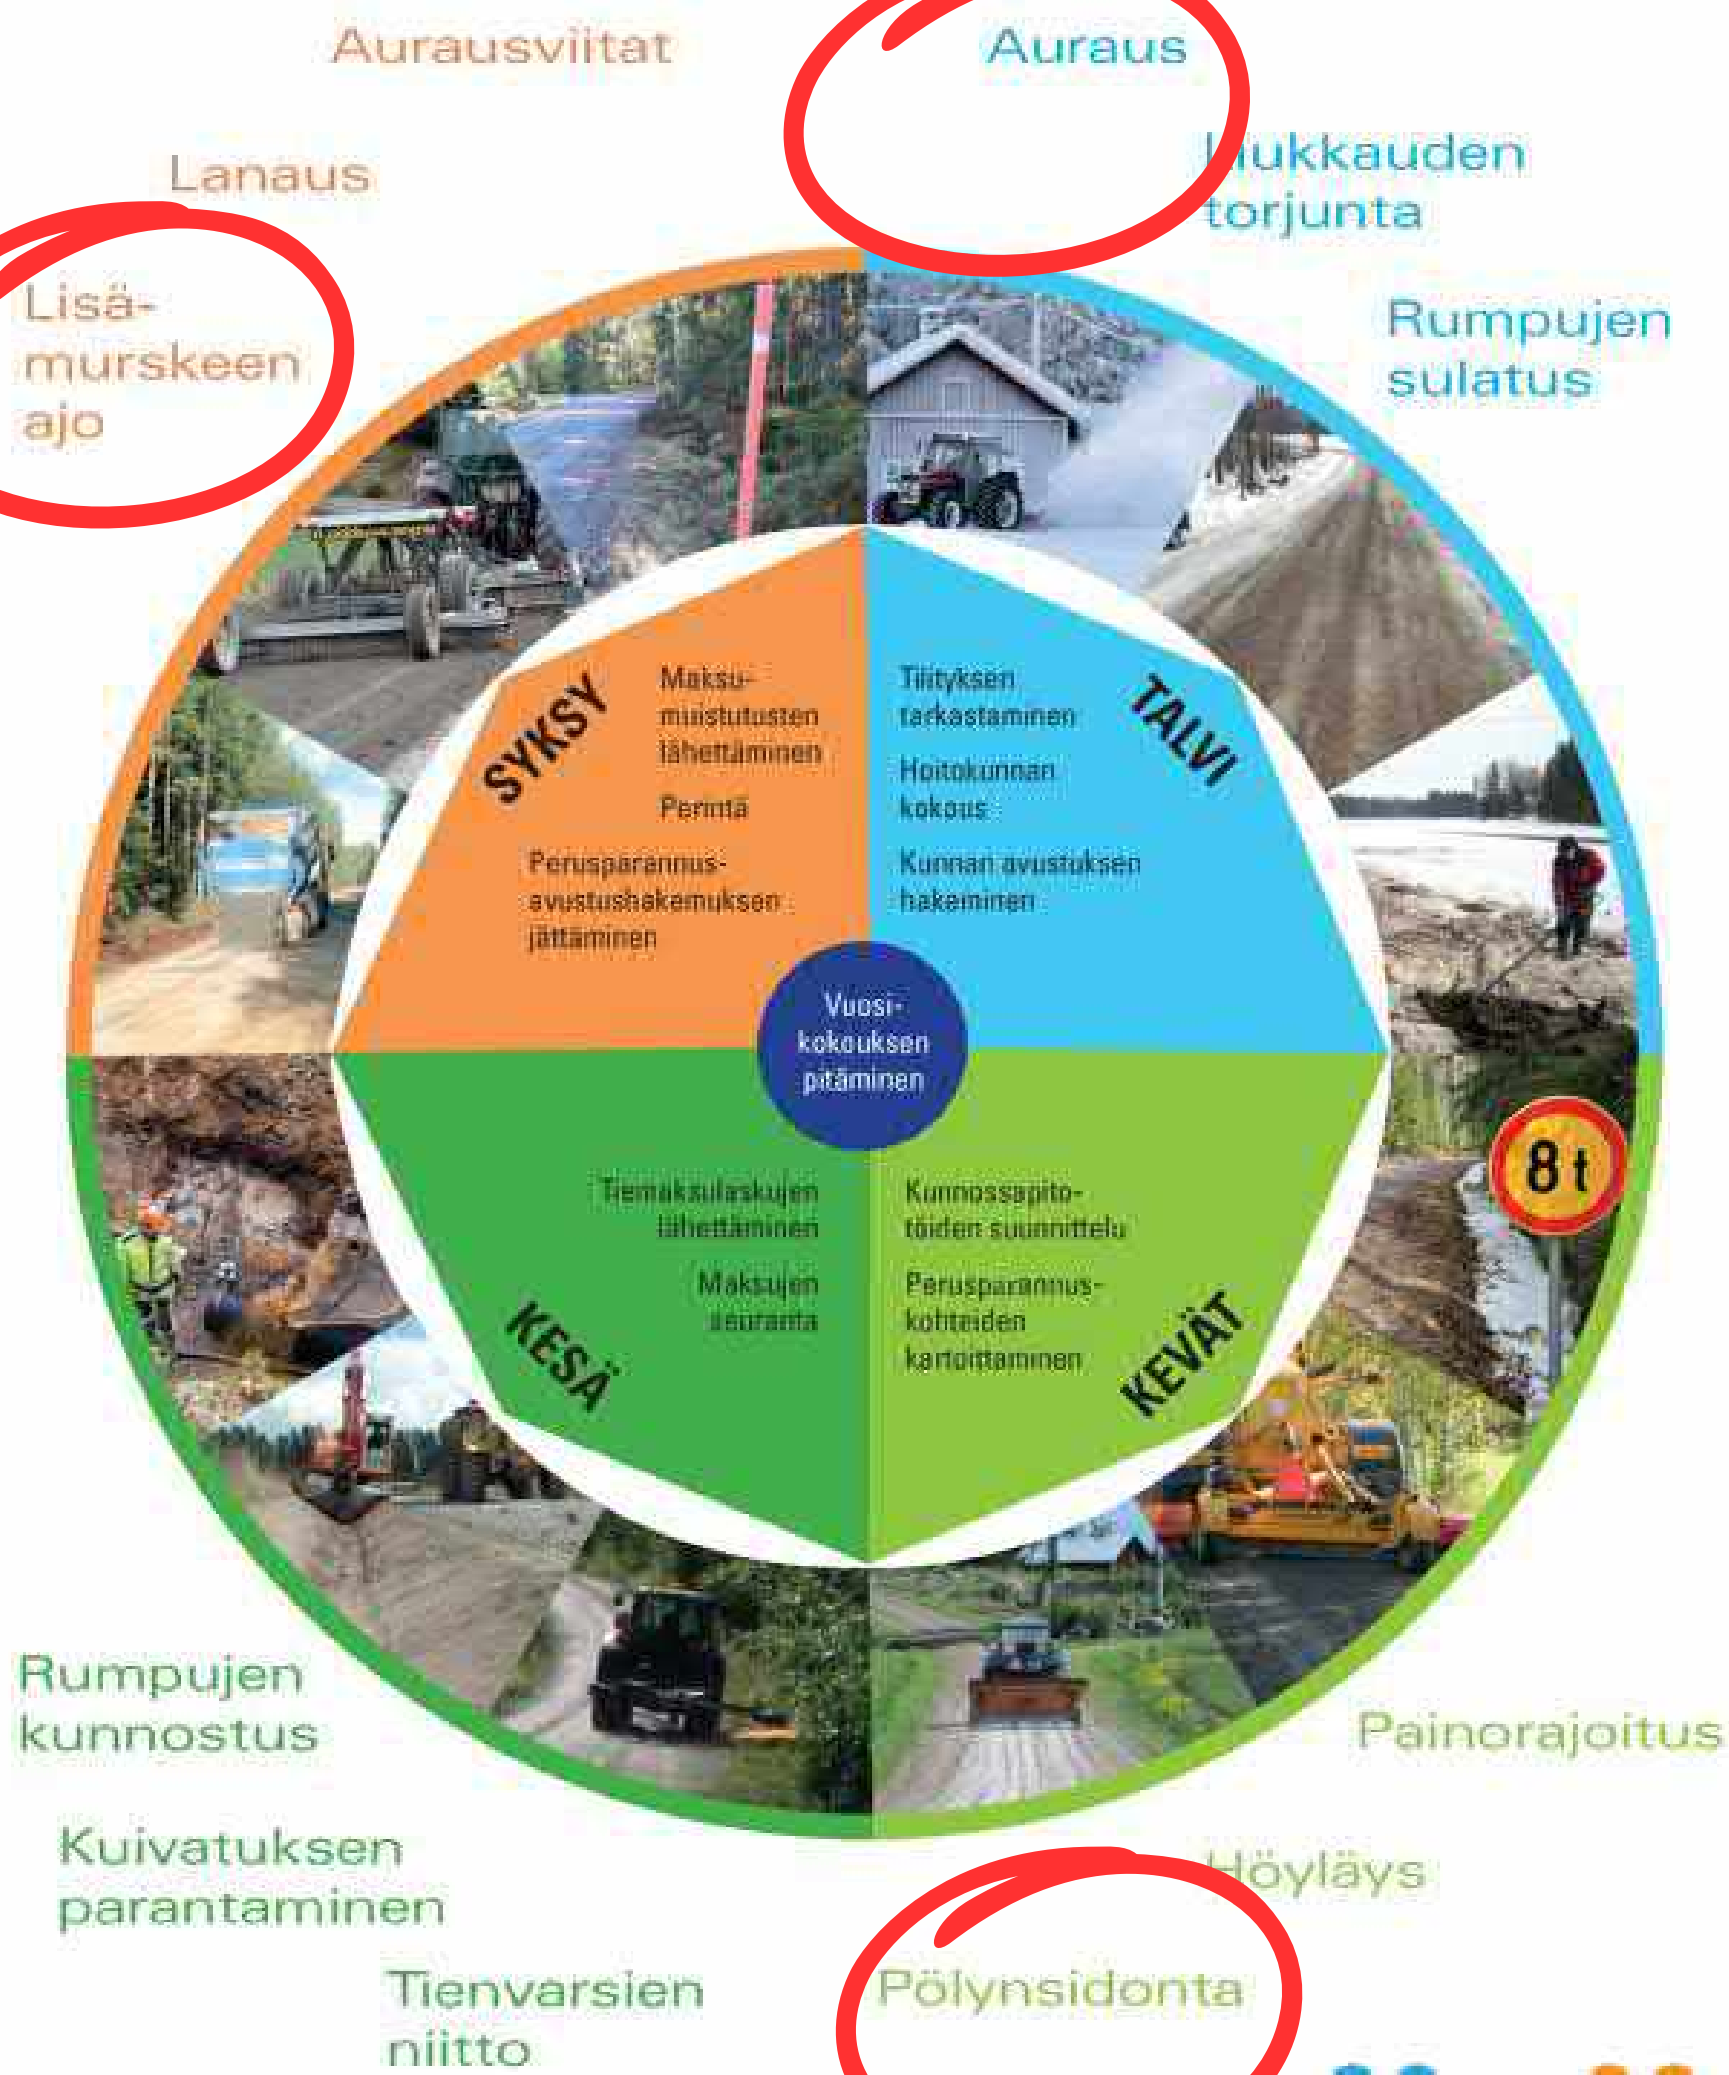 Aurausviitat
Auraus
Lanaus
Liukkauden
torjunta
Lisä-
murskeen
ajo
Rumpujen
sulatus
SYKSY
Maksu-
muistutusten
lähettäminen
Perintä
Perusparannus-
avustushakemuksen
jättäminen
TALVI
Tilityksen
tarkastaminen
Hoitokunnan
kokous
Kunnan avustuksen
hakeminen
Vuosi-
kokouksen
pitäminen
8 t
KESÄ
Tiemaksulaskujen
lähettäminen
Maksujen
seuranta
KEVÄT
Kunnossapito-
töiden suunnittelu
Perusparannus-
kohteiden
kartoittaminen
Rumpujen
kunnostus
Painorajoitus
Kuivatuksen
parantaminen
Höyläys
Tienvarsien
niitto
Pölynsidonta